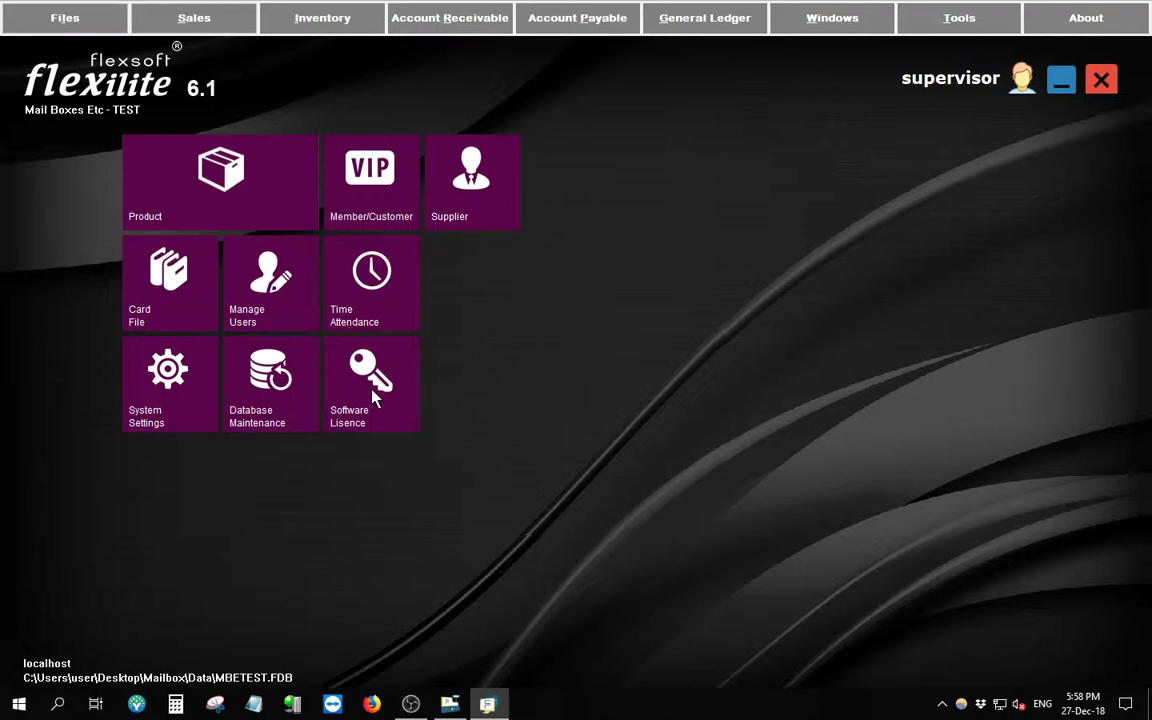 Files Sales Inventory Account Receivable Account Payable General Ledger Windows Tools About
flexsoft®
flexilite 6.1
Mail Boxes Etc - TEST
supervisor
VIP
Product
Member/Customer
Supplier
Card
File
Manage
Users
Time
Attendance
System
Settings
Database
Maintenance
Software
Lisence
localhost
C:\Users\user\Desktop\Mailbox\Data\MBETEST.FDB
ENG
5:58 PM
27-Dec-18